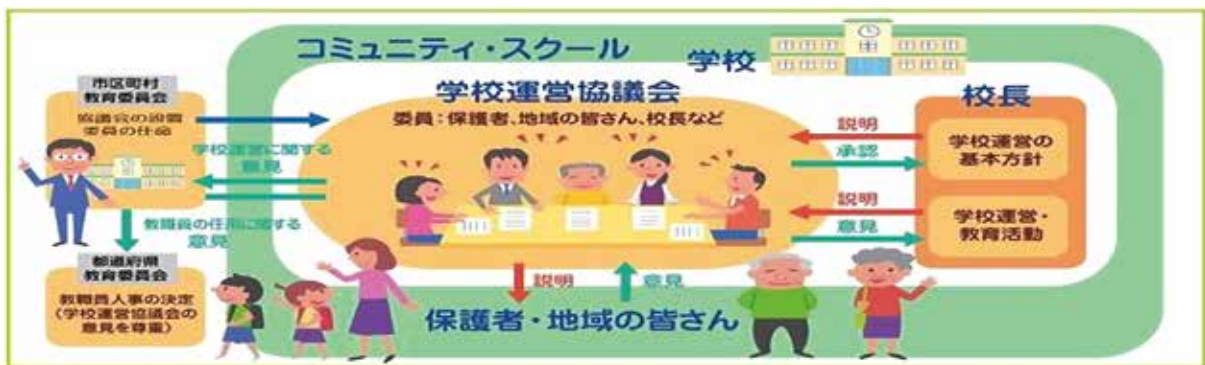 コミュニティ・スクール
学校
市区町村
教育委員会
協議会の設置
委員の任命
学校運営協議会
委員:保護者、地域の皆さん、校長など
校長
説明
承認
学校運営の
基本方針
学校運営に関する
意見
説明
意見
学校運営・
教育活動
教職員の任用に関する
意見
都道府県
教育委員会
教職員人事の決定
(学校運営協議会の
意見を尊重)
説明
意見
保護者・地域の皆さん